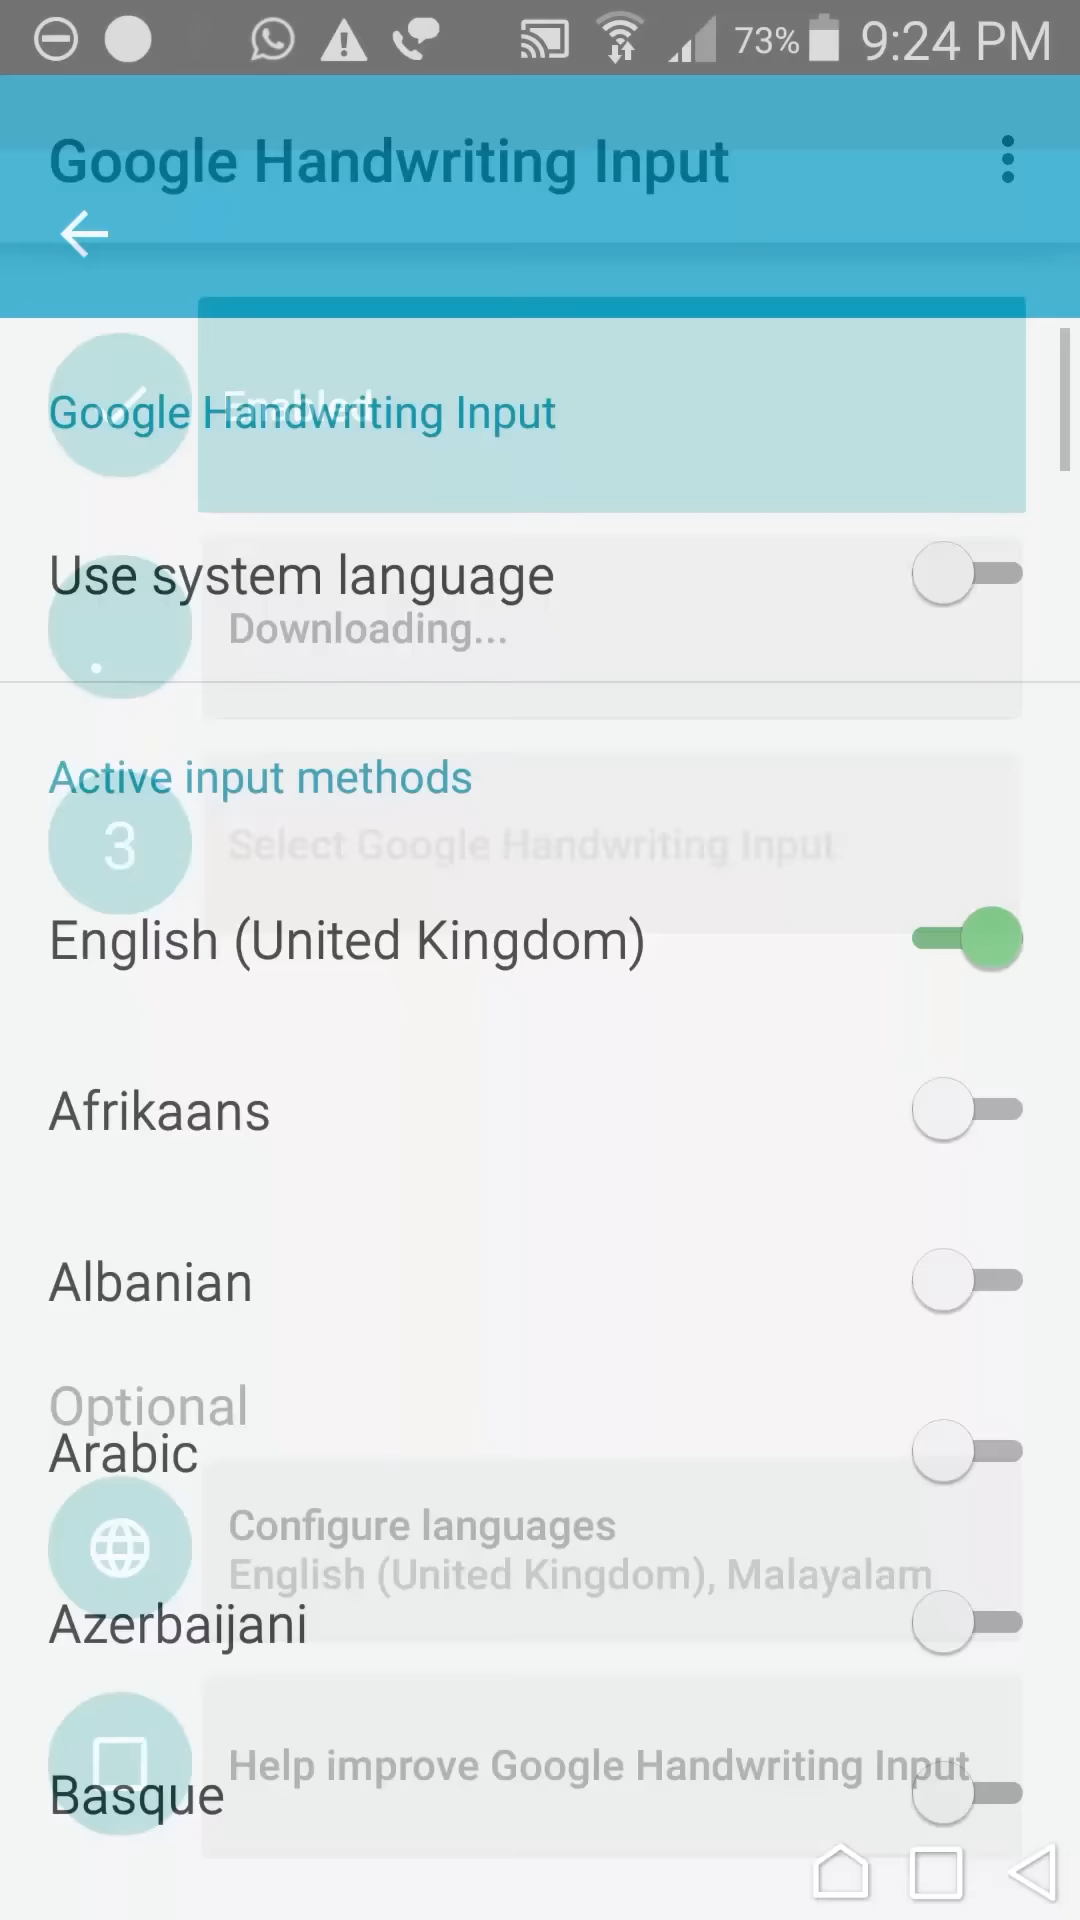 73% 9:24 PM
Google Handwriting Input
Enabled
Google Handwriting Input
Use system language
Downloading...
Active input methods
3
Select Google Handwriting Input
English (United Kingdom)
Afrikaans
Albanian
Optional
Arabic
Configure languages
English (United Kingdom), Malayalam
Azerbaijani
Help improve Google Handwriting Input
Basque